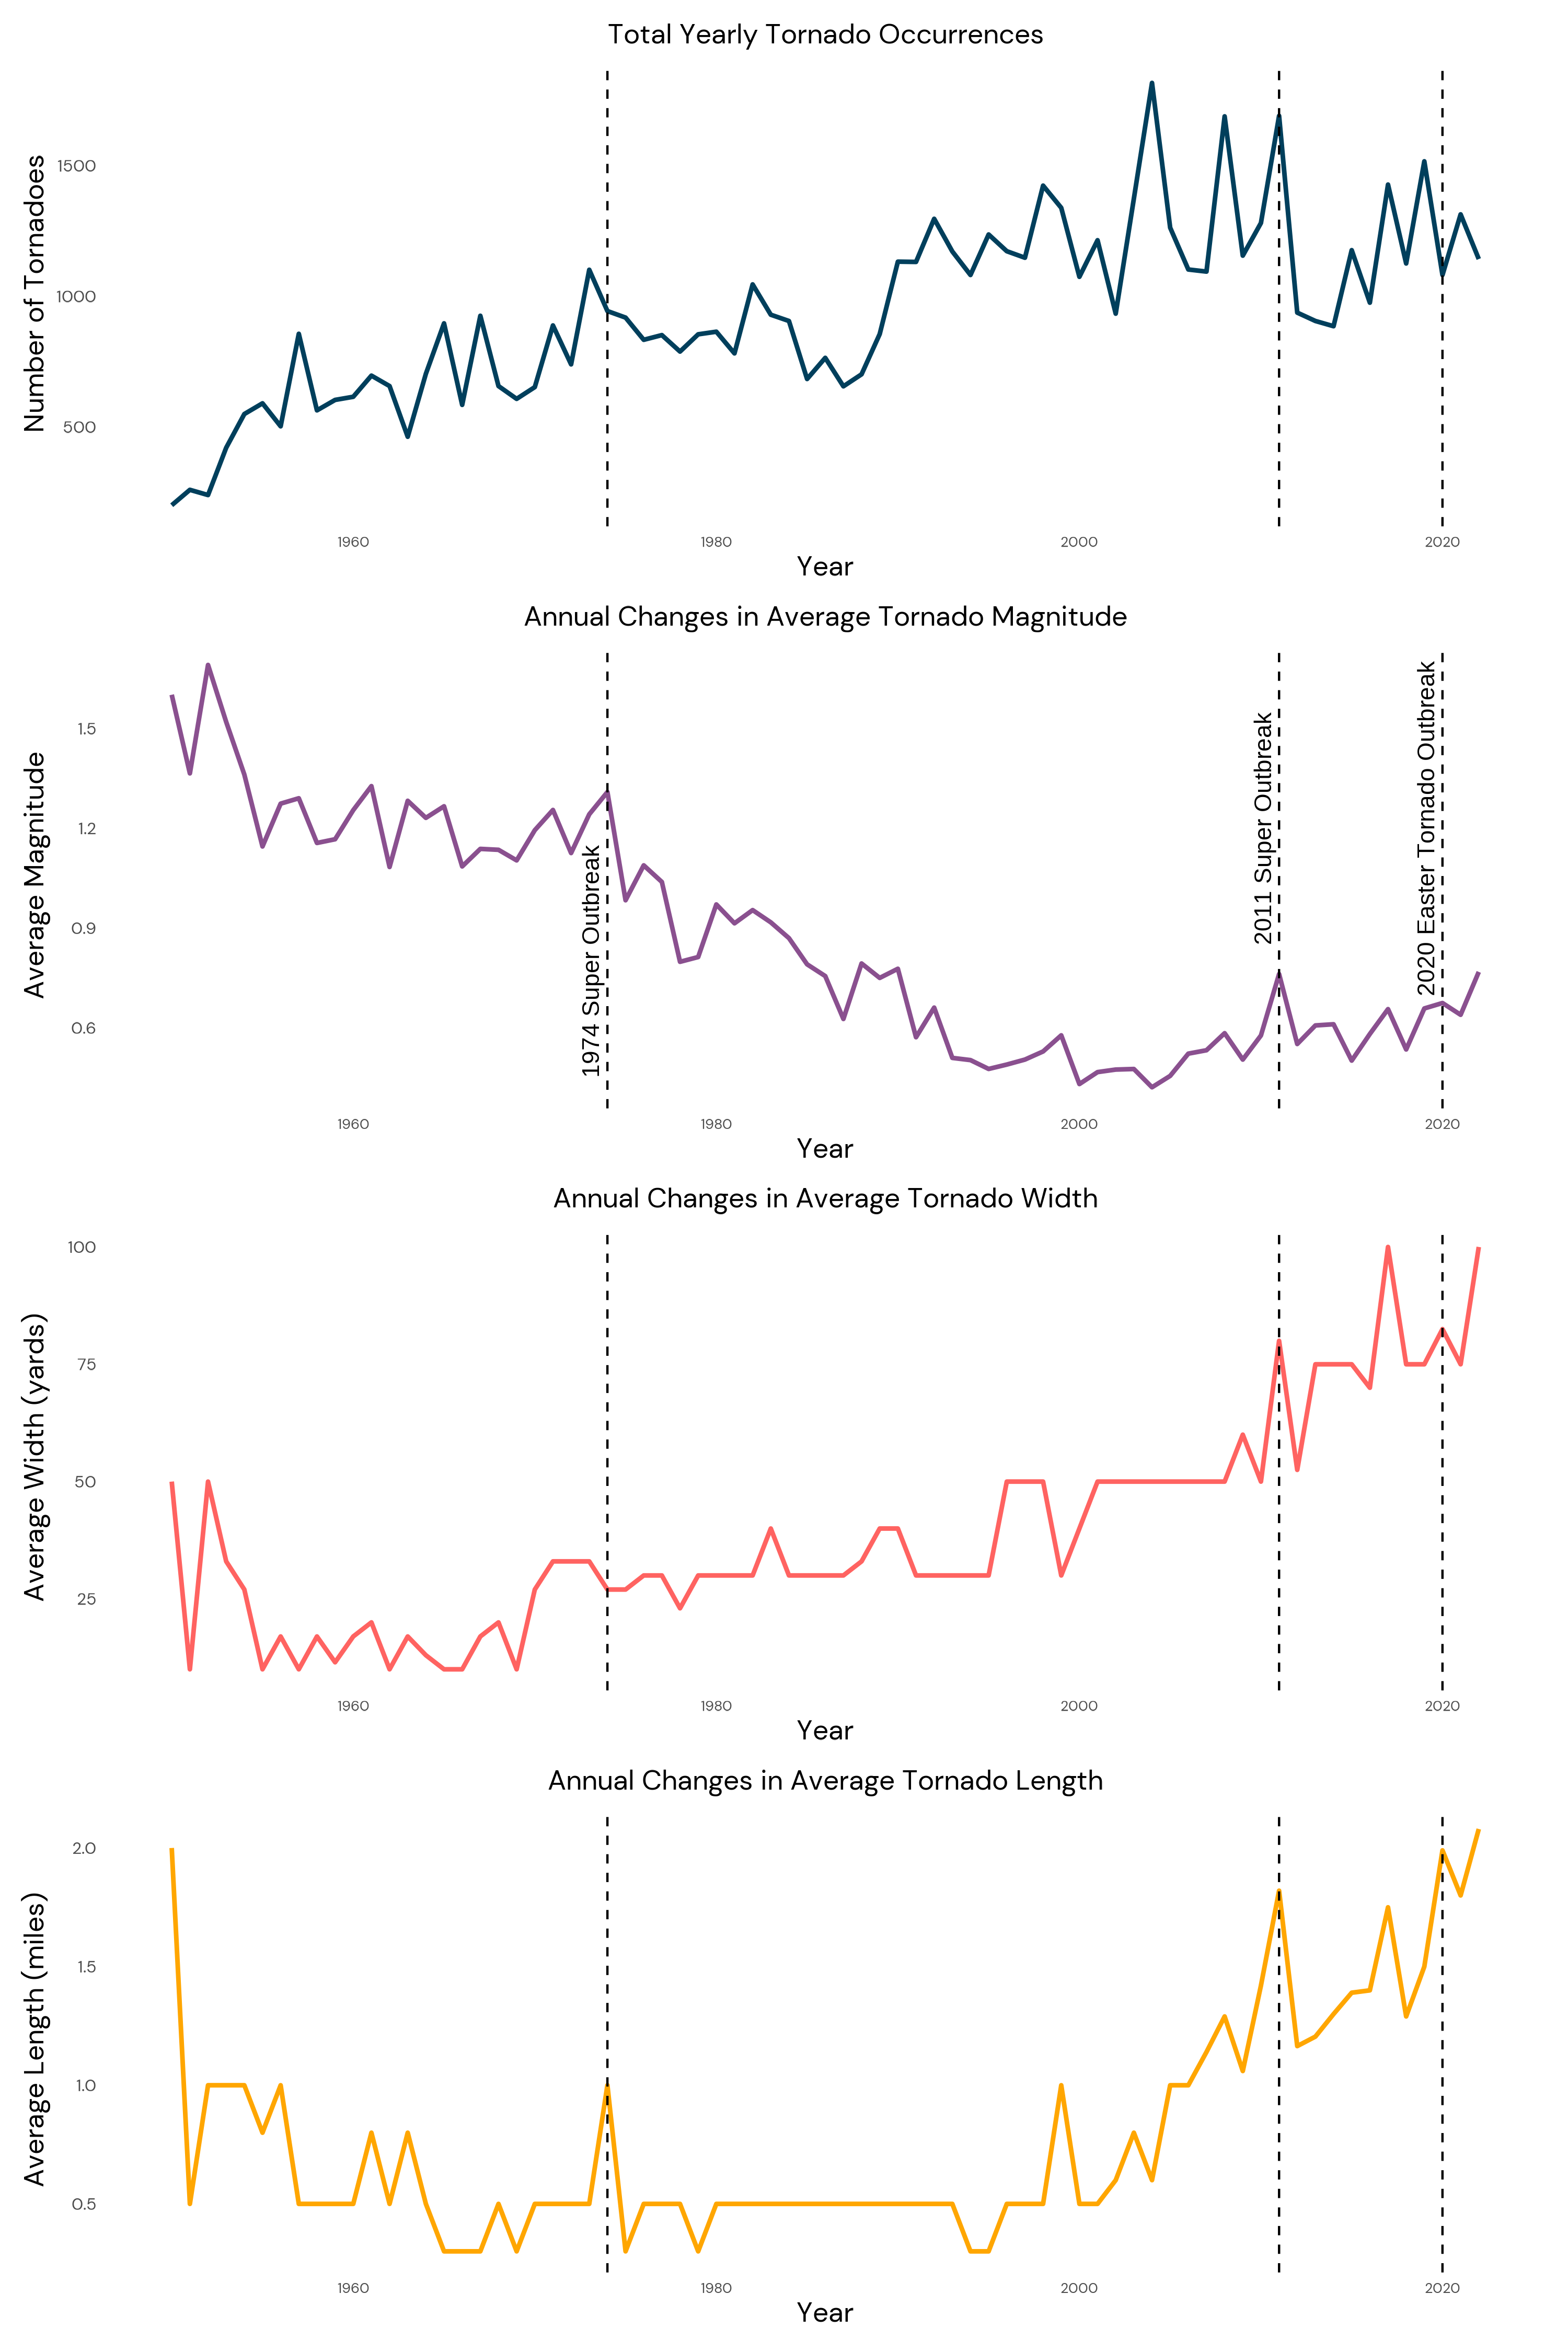 Total Yearly Tornado Occurrences
Number of Tornadoes
1500
1000
500
1960 1980 2000 2020
Year
Annual Changes in Average Tornado Magnitude
Average Magnitude
1.5
1.2
0.9
0.6
1974 Super Outbreak
2011 Super Outbreak
2020 Easter Tornado Outbreak
1960 1980 2000 2020
Year
Annual Changes in Average Tornado Width
Average Width (yards)
100
75
50
25
1960 1980 2000 2020
Year
Annual Changes in Average Tornado Length
Average Length (miles)
2.0
1.5
1.0
0.5
1960 1980 2000 2020
Year